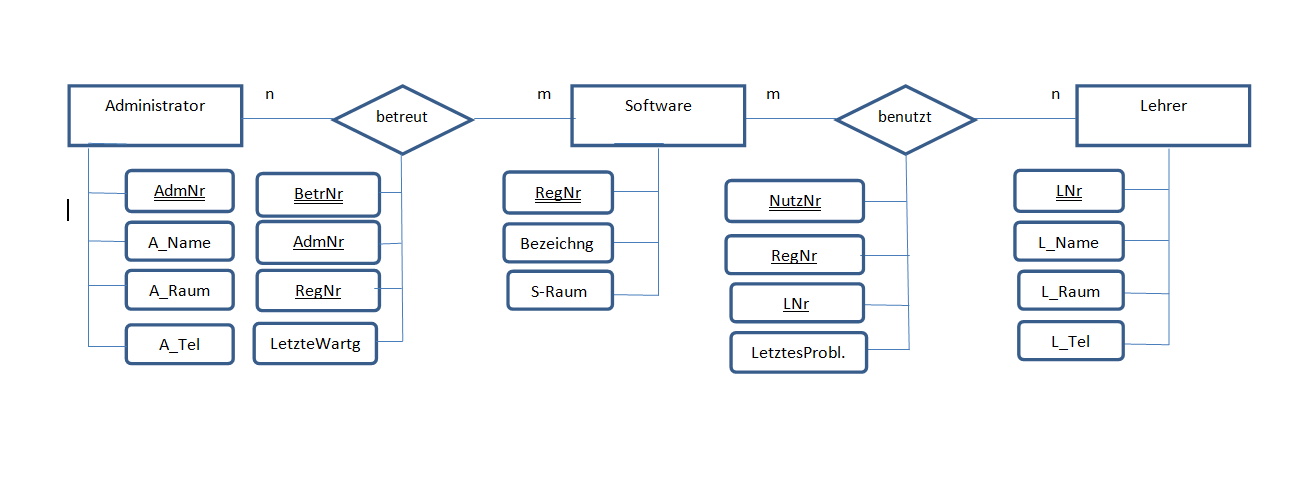 Administrator
n
betreut
m
Software
m
benutzt
n
Lehrer
AdmNr
A_Name
A_Raum
A_Tel
BetrNr
AdmNr
RegNr
LetzteWartg
RegNr
Bezeichng
S-Raum
NutzNr
RegNr
LNr
LetztesProbl.
LNr
L_Name
L_Raum
L_Tel